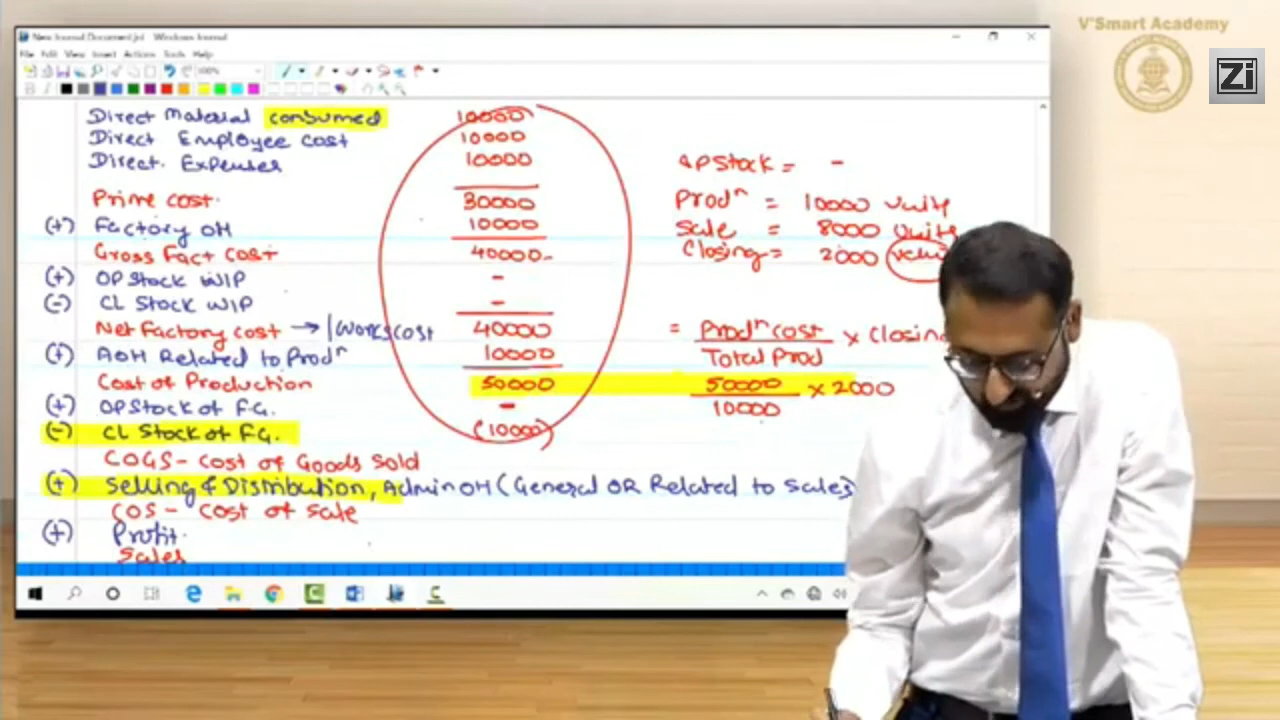 V'Smart Academy
Zi
New Journal Document.jnt - Windows Journal
File Edit View Insert Actions Tools Help
100%
Direct Material consumed 10000
Direct Employee cost 10000
Direct. Expenses 10000
Prime cost. 30000
(+) Factory OH 10000
Gross Fact Cost 40000
(+) OP Stock WIP -
(-) CL Stock WIP -
Net Factory cost → | Works cost 40000
(+) AOH Related to Prodn 10000
Cost of Production 50000
(+) OP Stock of F.G. -
(-) CL Stock of F.G. (10000)
COGS - Cost of Goods Sold
(+) Selling & Distribution, Admin OH (General OR Related to Sales)
COS - Cost of Sale
(+) Profit.
Sales
OP Stock = -
Prodn = 10000 units
Sale = 8000 units
Closing = 2000
= Prodn cost / Total Prod × Closing
50000 / 10000 × 2000